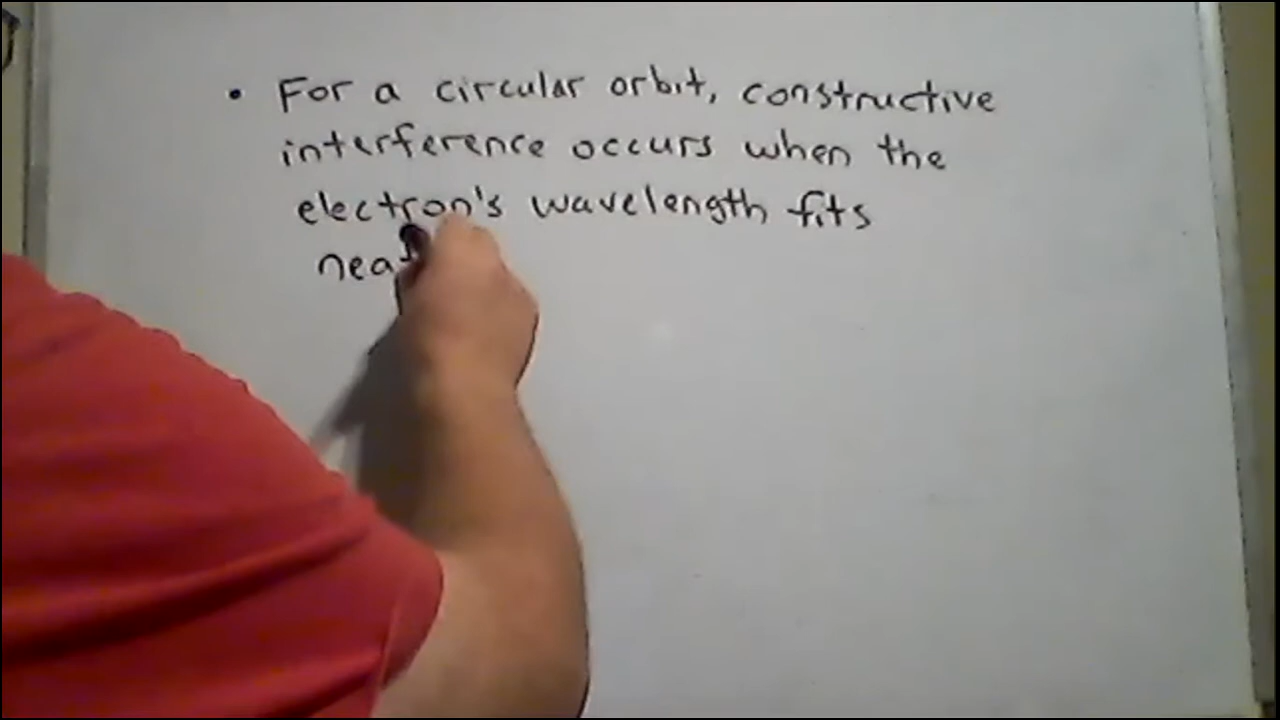 • For a circular orbit, constructive
interference occurs when the
electron's wavelength fits